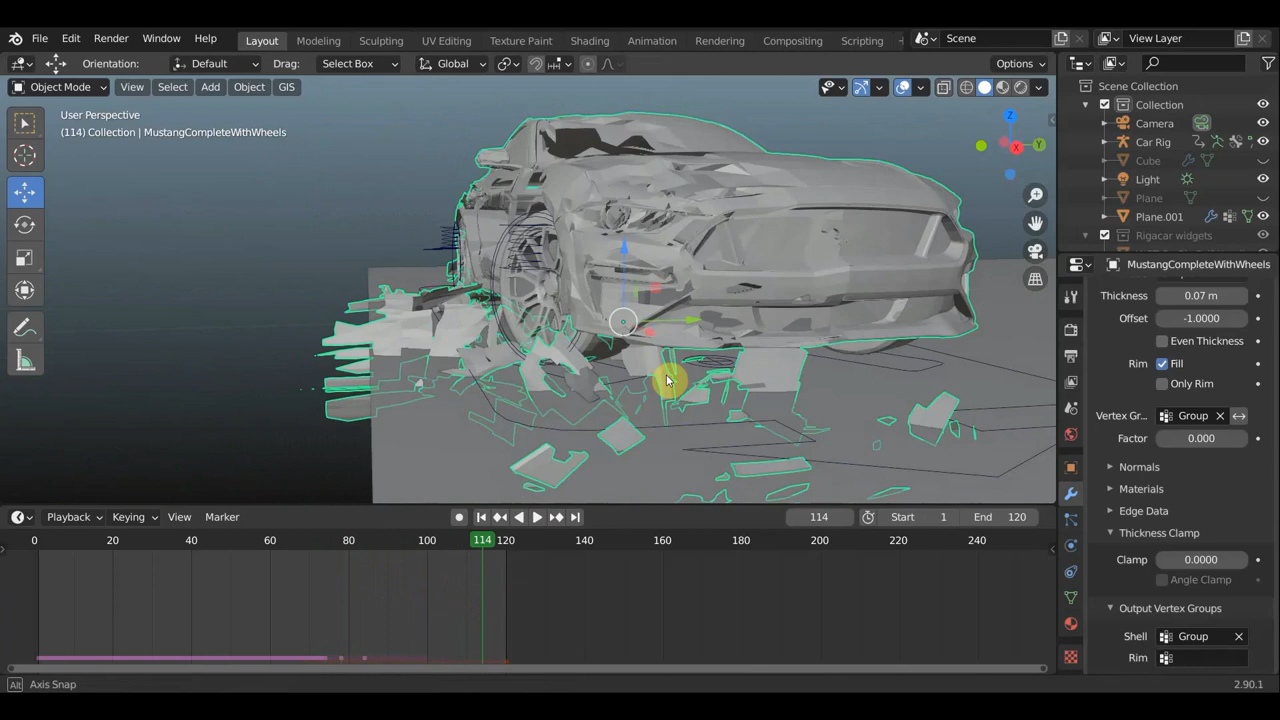 File Edit Render Window Help Layout Modeling Sculpting UV Editing Texture Paint Shading Animation Rendering Compositing Scripting Scene View Layer
Orientation: Default Drag: Select Box Global Options
Object Mode View Select Add Object GIS
User Perspective
(114) Collection | MustangCompleteWithWheels
Z
Y
X
Scene Collection
Collection
Camera
Car Rig
Cube
Light
Plane
Plane.001
Rigacar widgets
MustangCompleteWithWheels
Thickness 0.07 m
Offset -1.0000
Even Thickness
Rim Fill
Only Rim
Vertex Gr... Group
Factor 0.000
Normals
Materials
Edge Data
Thickness Clamp
Clamp 0.0000
Angle Clamp
Output Vertex Groups
Shell Group
Rim
Playback Keying View Marker 114 Start 1 End 120
0 20 40 60 80 100 114 120 140 160 180 200 220 240
Alt Axis Snap 2.90.1